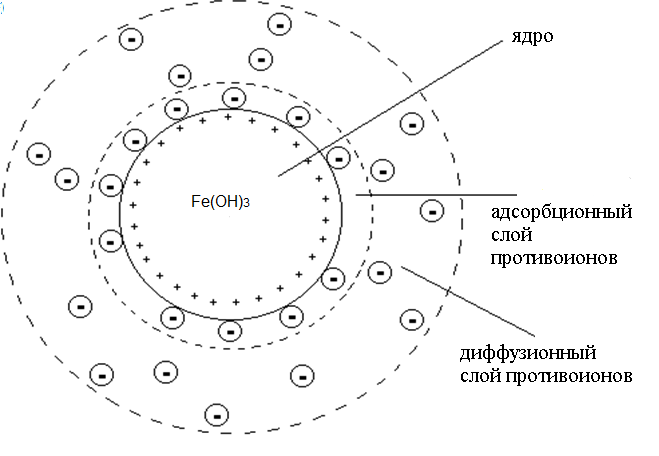 ядро
Fe(OH)3
адсорбционный
слой
противоионов
диффузионный
слой противоионов